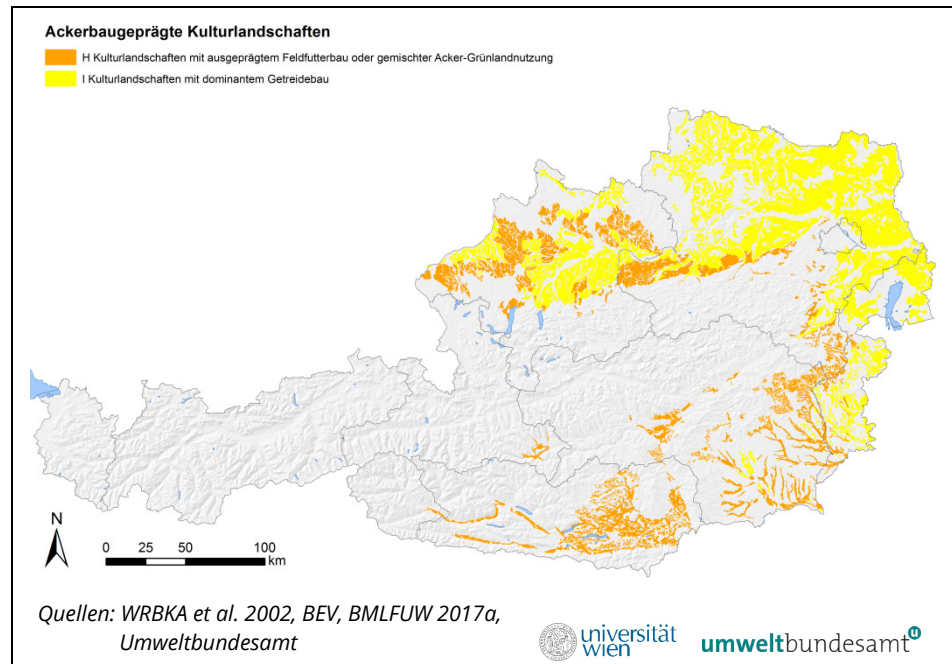 Ackerbaugeprägte Kulturlandschaften
H Kulturlandschaften mit ausgeprägtem Feldfutterbau oder gemischter Acker-Grünlandnutzung
I Kulturlandschaften mit dominantem Getreidebau
N
0 25 50 100
km
Quellen: WRBKA et al. 2002, BEV, BMLFUW 2017a,
Umweltbundesamt
universität
wien
umweltbundesamt